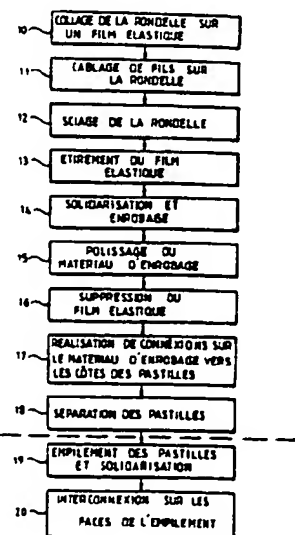 10 COLLAGE DE LA RONDELLE SUR
UN FILM ELASTIQUE
11 CABLAGE DE FILS SUR
LA RONDELLE
12 SCIAGE DE LA RONDELLE
13 ETIREMENT DU FILM
ELASTIQUE
14 SOLIDARISATION ET
ENROBAGE
15 POLISSAGE DU
MATERIAU D'ENROBAGE
16 SUPPRESSION DU
FILM ELASTIQUE
17 REALISATION DE CONNEXIONS SUR
LE MATERIAU D'ENROBAGE VERS
LES CÔTES DES PASTILLES
18 SEPARATION DES PASTILLES
19 EMPILEMENT DES PASTILLES
ET SOLIDARISATION
20 INTERCONNEXION SUR LES
FACES DE L'EMPILEMENT